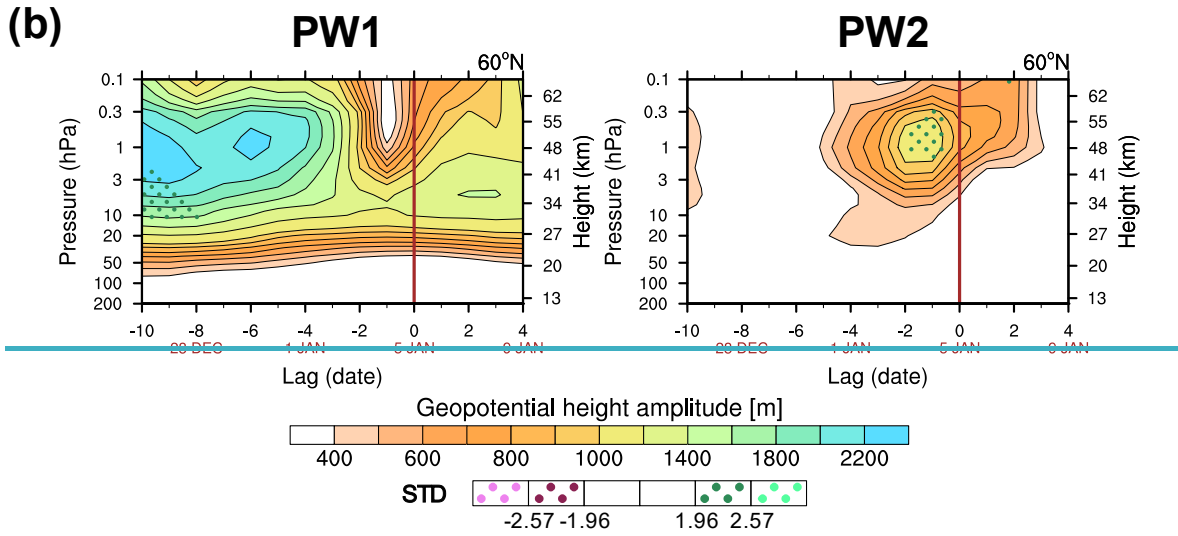 (b)
PW1
PW2
60°N
60°N
Pressure (hPa)
0.1
0.3
1
3
10
20
50
100
200
62
55
48
41
34
27
20
13
Height (km)
-10 -8 -6 -4 -2 0 2 4
28 DEC 1 JAN 5 JAN 9 JAN
Lag (date)
Pressure (hPa)
0.1
0.3
1
3
10
20
50
100
200
62
55
48
41
34
27
20
13
Height (km)
-10 -8 -6 -4 -2 0 2 4
28 DEC 1 JAN 5 JAN 9 JAN
Lag (date)
Geopotential height amplitude [m]
400 600 800 1000 1400 1800 2200
STD
-2.57 -1.96 1.96 2.57